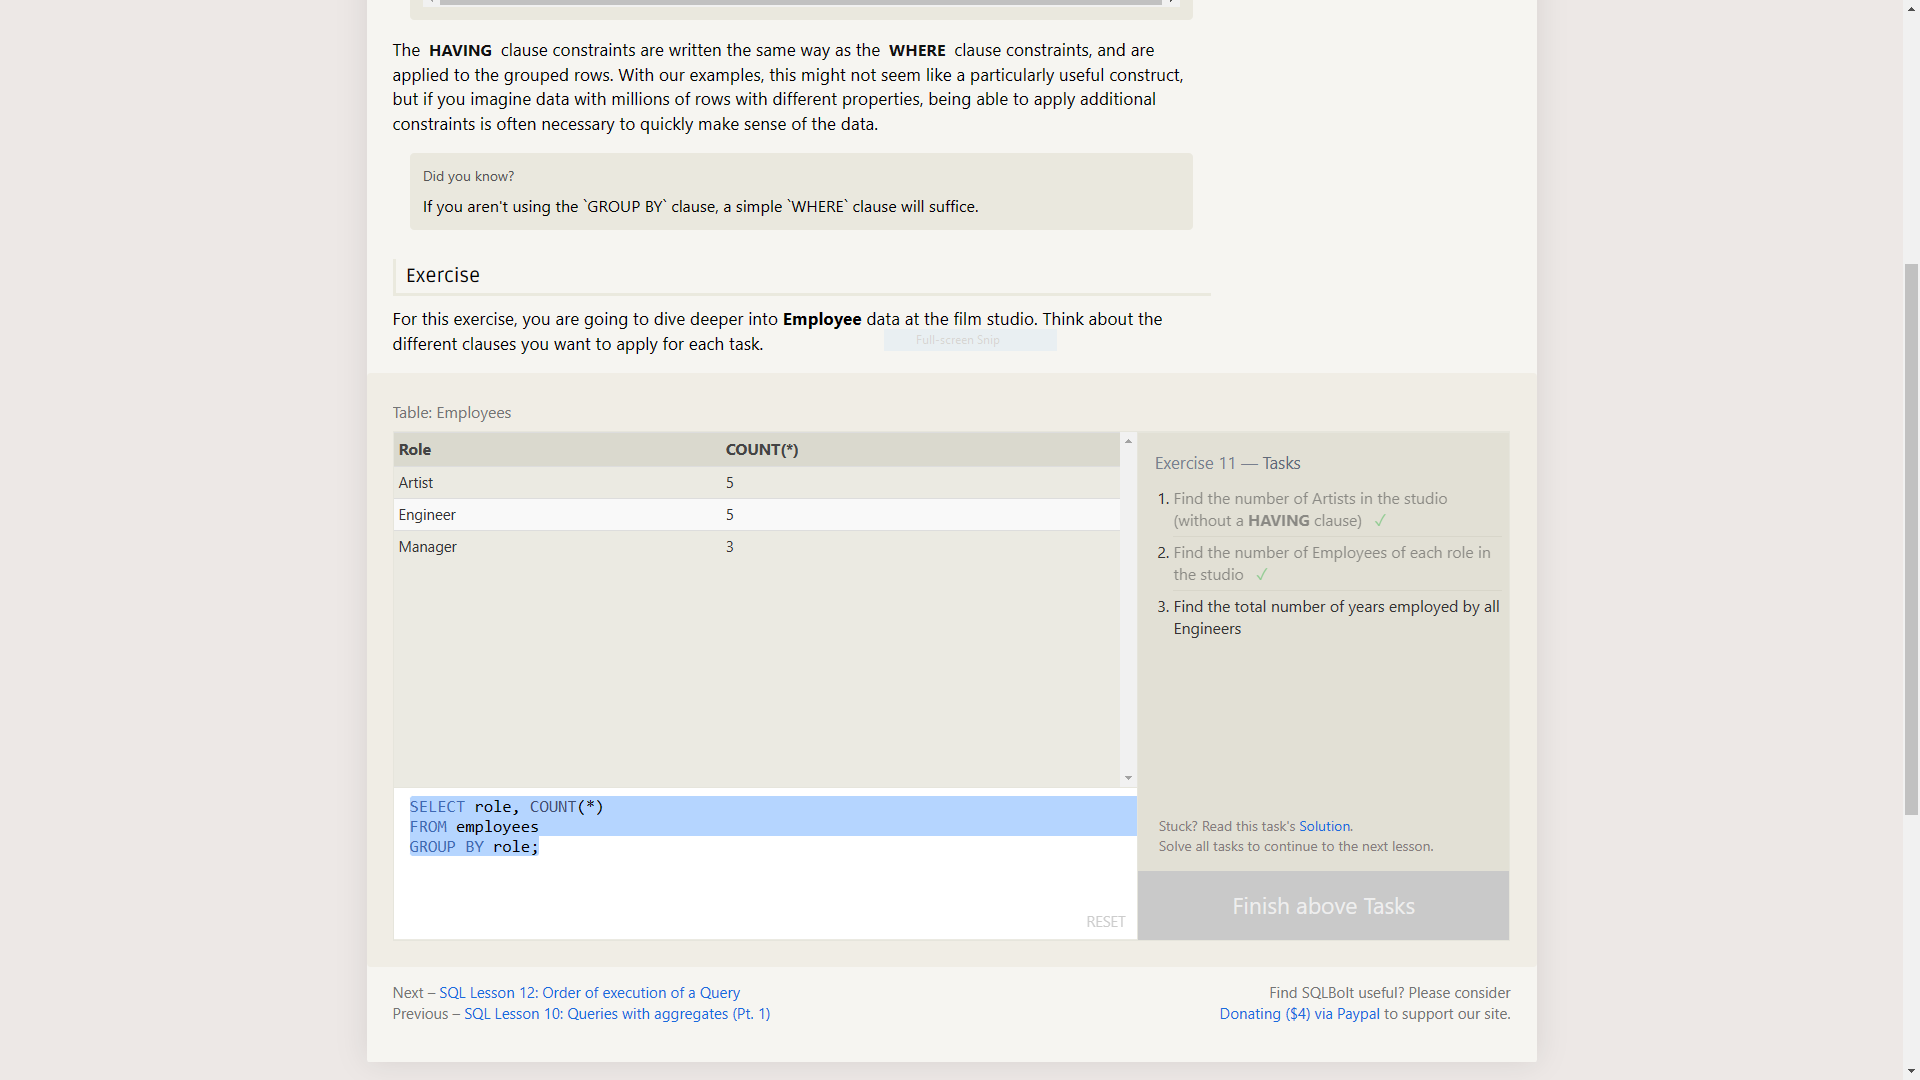 The HAVING clause constraints are written the same way as the WHERE clause constraints, and are
applied to the grouped rows. With our examples, this might not seem like a particularly useful construct,
but if you imagine data with millions of rows with different properties, being able to apply additional
constraints is often necessary to quickly make sense of the data.
Did you know?
If you aren't using the `GROUP BY` clause, a simple `WHERE` clause will suffice.
Exercise
For this exercise, you are going to dive deeper into Employee data at the film studio. Think about the
different clauses you want to apply for each task.
Full-screen Snip
Table: Employees
Role COUNT(*)
Artist 5
Engineer 5
Manager 3
SELECT role, COUNT(*)
FROM employees
GROUP BY role;
RESET
Exercise 11 — Tasks
1. Find the number of Artists in the studio
(without a HAVING clause) ✓
2. Find the number of Employees of each role in
the studio ✓
3. Find the total number of years employed by all
Engineers
Stuck? Read this task's Solution.
Solve all tasks to continue to the next lesson.
Finish above Tasks
Next – SQL Lesson 12: Order of execution of a Query
Previous – SQL Lesson 10: Queries with aggregates (Pt. 1)
Find SQLBolt useful? Please consider
Donating ($4) via Paypal to support our site.